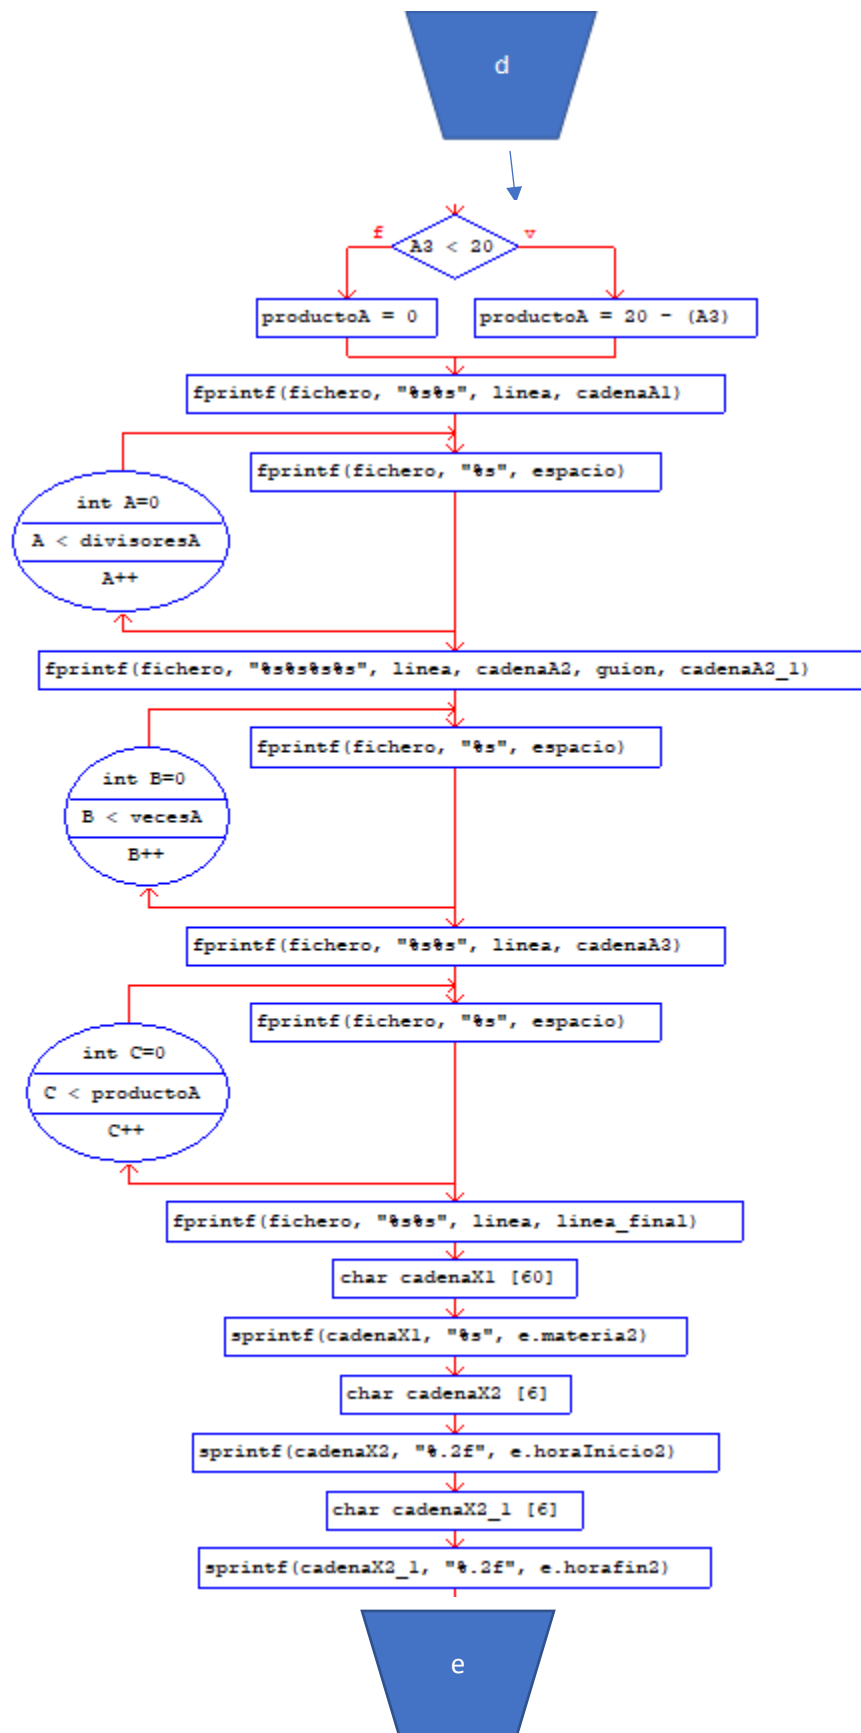 d
f
v
A3 < 20
productoA = 0
productoA = 20 - (A3)
fprintf(fichero, "%s%s", linea, cadenaA1)
fprintf(fichero, "%s", espacio)
int A=0
A < divisoresA
A++
fprintf(fichero, "%s%s%s%s", linea, cadenaA2, guion, cadenaA2_1)
fprintf(fichero, "%s", espacio)
int B=0
B < vecesA
B++
fprintf(fichero, "%s%s", linea, cadenaA3)
fprintf(fichero, "%s", espacio)
int C=0
C < productoA
C++
fprintf(fichero, "%s%s", linea, linea_final)
char cadenaX1 [60]
sprintf(cadenaX1, "%s", e.materia2)
char cadenaX2 [6]
sprintf(cadenaX2, "%.2f", e.horaInicio2)
char cadenaX2_1 [6]
sprintf(cadenaX2_1, "%.2f", e.horafin2)
e